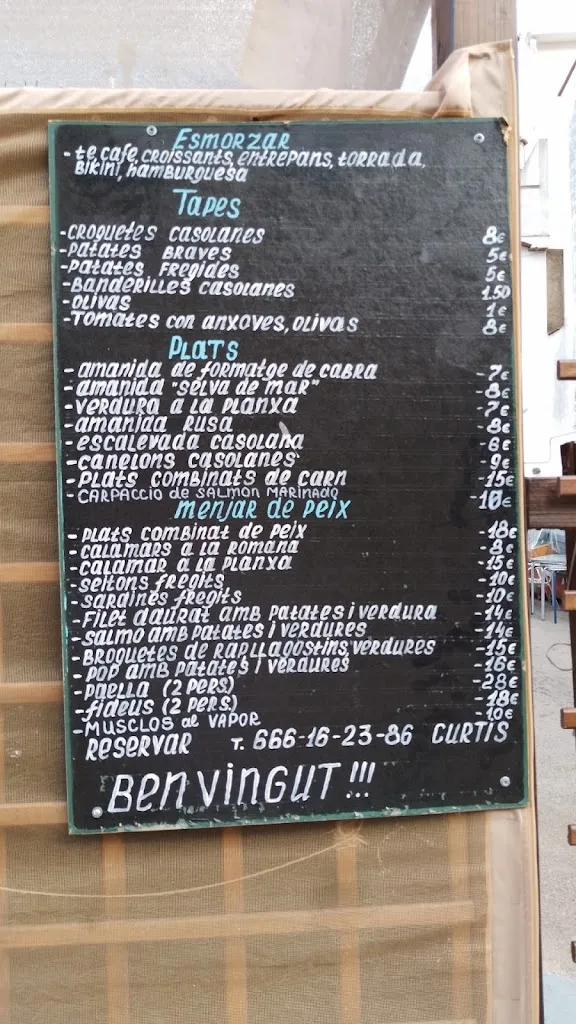 ESMORZAR
- te, cafe, croissants, entrepans, torrada,
BIKINI, HAMBURGUESA
TAPES
- CROQUETES CASOLANES 8€
- PATATES BRAVES 5€
- PATATES FREGIDES 5€
- BANDERILLES CASOLANES 1.50
- OLIVAS 1€
- TOMATES CON ANXOVES, OLIVAS 8€
PLATS
- amanida de formatge de CABRA -7€
- amanida "SELVA DE MAR" -8€
- VERDURA A LA PLANXA -7€
- amanida RUSA -8€
- escalevada CASOLANA -6€
- canelons CASOLANES 9€
- PLATS COMBINATS DE CARN -15€
- CARPACCIO de SALMON MARINADO -10€
MENJAR DE PEIX
- PLATS COMBINAT DE PEIX 18€
- CALAMARS A LA ROMANA -8€
- CALAMAR A LA PLANXA 15€
- SEITONS FREGITS -10€
- SARDINES FREGITS -10€
- FILET DAURAT AMB PATATES I VERDURA -14€
- SALMO AMB PATATES I VERDURES -14€
- BROQUETES DE RAP,LLAGOSTINS,VERDURES -15€
- POP AMB PATATES I VERDURES -16€
- PAELLA (2 PERS.) -28€
- FIDEUS (2 PERS.) 18€
- MUSCLOS al VAPOR 10€
RESERVAR T. 666-16-23-86 CURTIS
BENVINGUT!!!